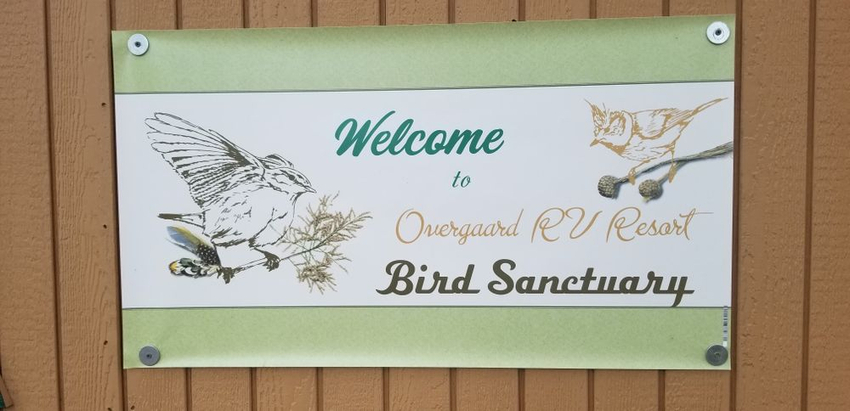 Welcome
to
Overgaard RV Resort
Bird Sanctuary